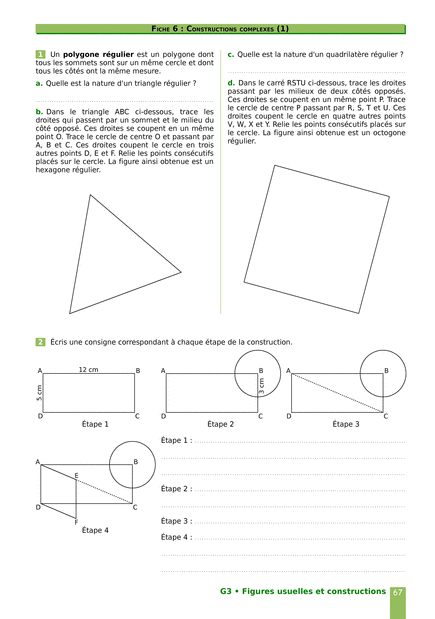 FICHE 6 : CONSTRUCTIONS COMPLEXES (1)
1 Un polygone régulier est un polygone dont
tous les sommets sont sur un même cercle et dont
tous les côtés ont la même mesure.
a. Quelle est la nature d'un triangle régulier ?
b. Dans le triangle ABC ci-dessous, trace les
droites qui passent par un sommet et le milieu du
côté opposé. Ces droites se coupent en un même
point O. Trace le cercle de centre O et passant par
A, B et C. Ces droites coupent le cercle en trois
autres points D, E et F. Relie les points consécutifs
placés sur le cercle. La figure ainsi obtenue est un
hexagone régulier.
c. Quelle est la nature d'un quadrilatère régulier ?
d. Dans le carré RSTU ci-dessous, trace les droites
passant par les milieux de deux côtés opposés.
Ces droites se coupent en un même point P. Trace
le cercle de centre P passant par R, S, T et U. Ces
droites coupent le cercle en quatre autres points
V, W, X et Y. Relie les points consécutifs placés sur
le cercle. La figure ainsi obtenue est un octogone
régulier.
2 Écris une consigne correspondant à chaque étape de la construction.
A 12 cm B
5 cm
D C
Étape 1
A B
3 cm
D C
Étape 2
A B
D C
Étape 3
A B
E
D C
F
Étape 4
Étape 1 :
Étape 2 :
Étape 3 :
Étape 4 :
G3 • Figures usuelles et constructions 67